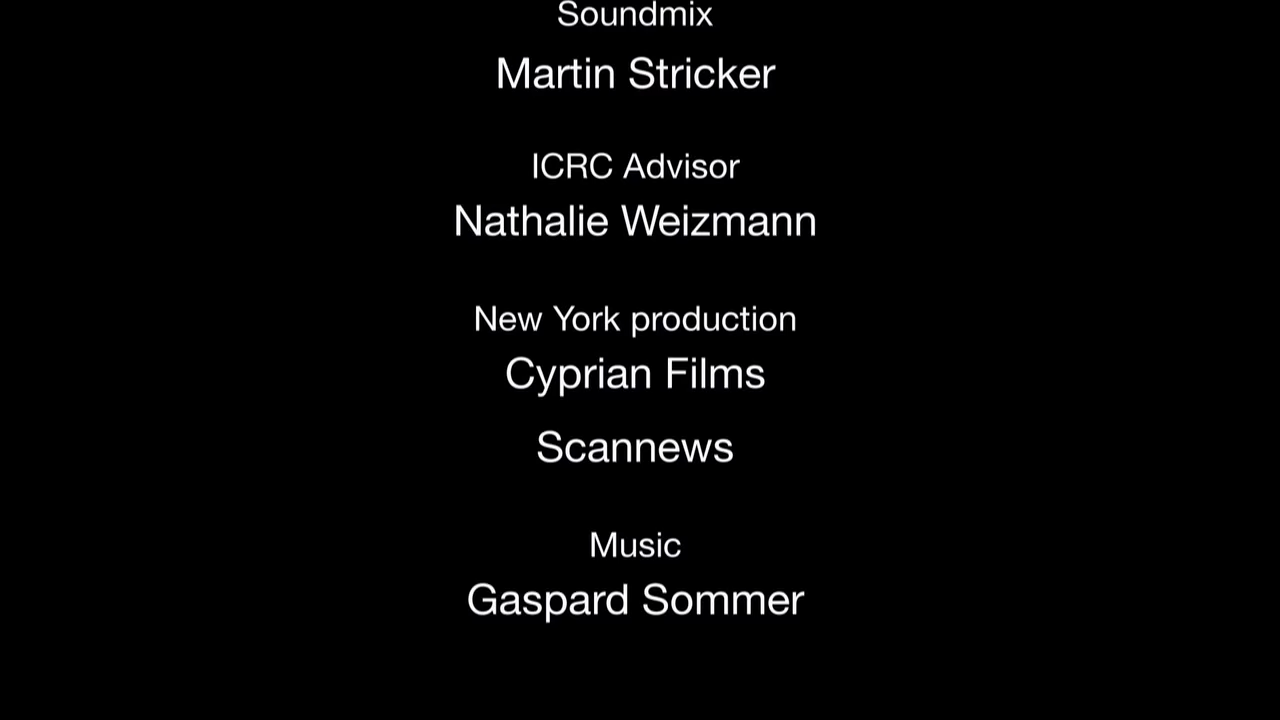 Soundmix
Martin Stricker
ICRC Advisor
Nathalie Weizmann
New York production
Cyprian Films
Scannews
Music
Gaspard Sommer